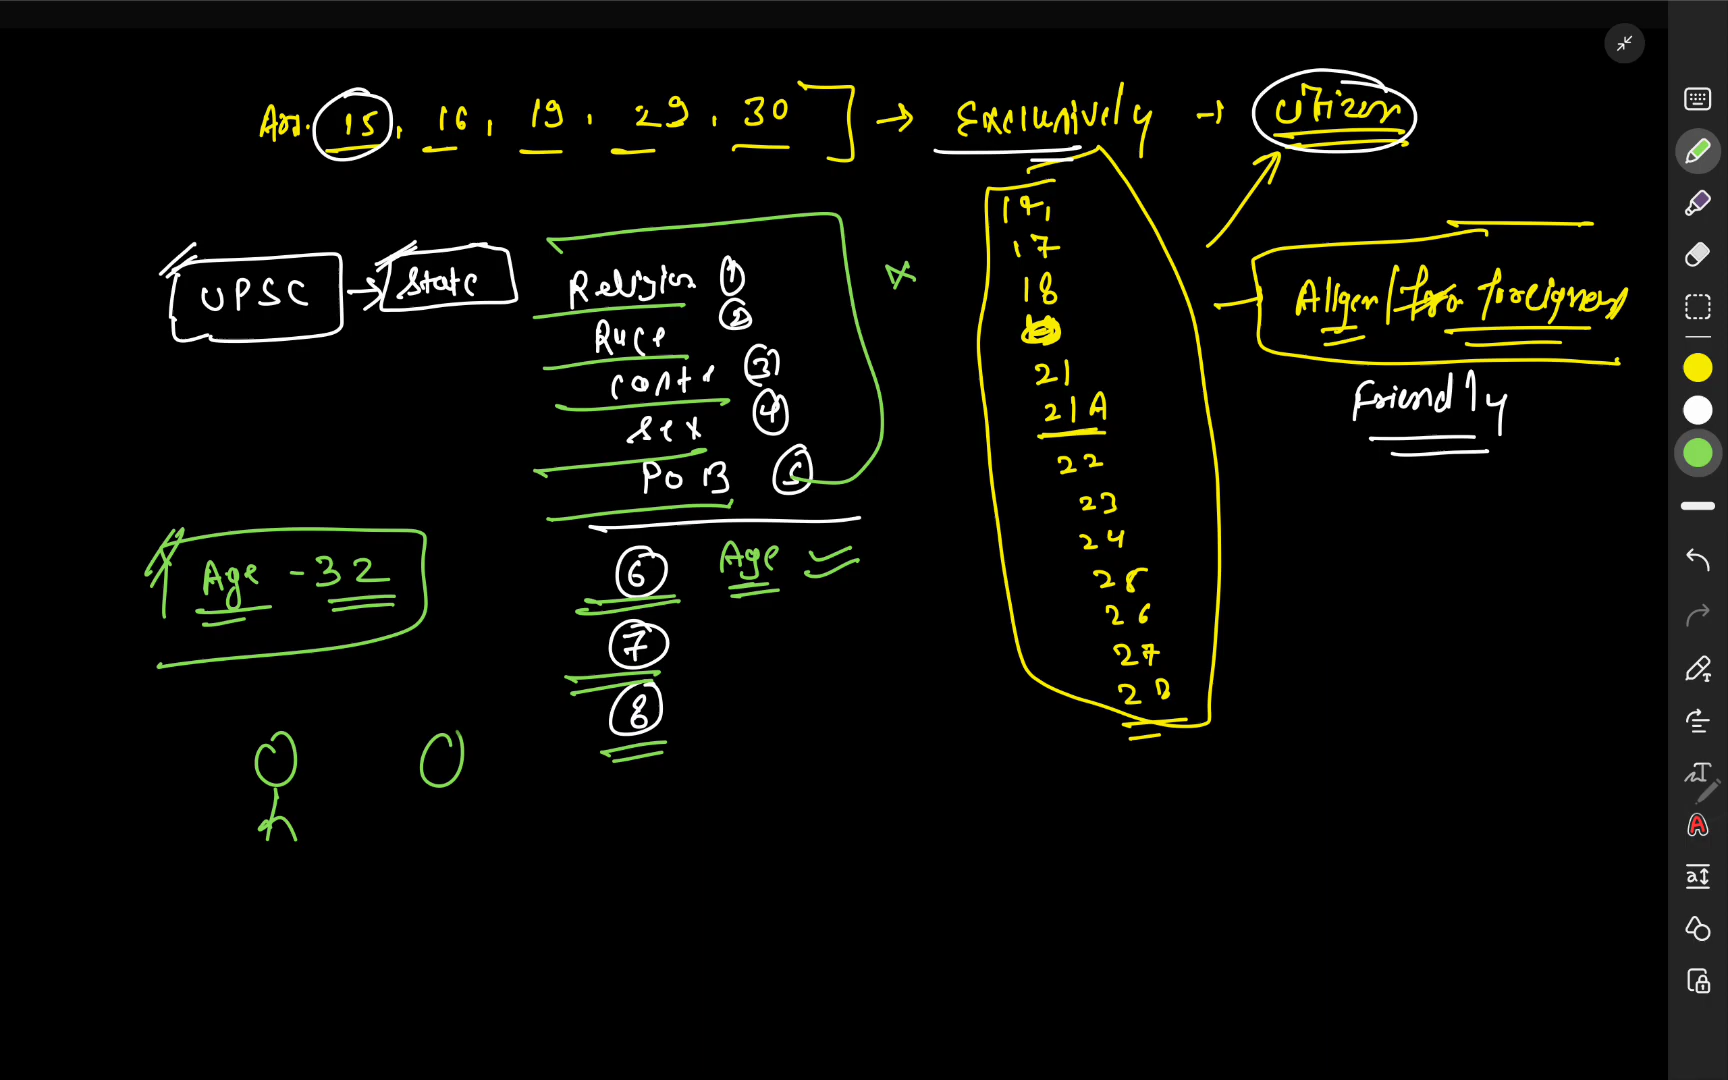 Art. 15, 16, 19, 29, 30 ] → Exclusively → citizen
14,
17
18
21
21A
22
23
24
25
26
27
28
UPSC → State
Religion ①
Race ②
caste ③
sex ④
PoB ⑤
⑥ Age
⑦
⑧
Age - 32
foreigner
Friendly
A